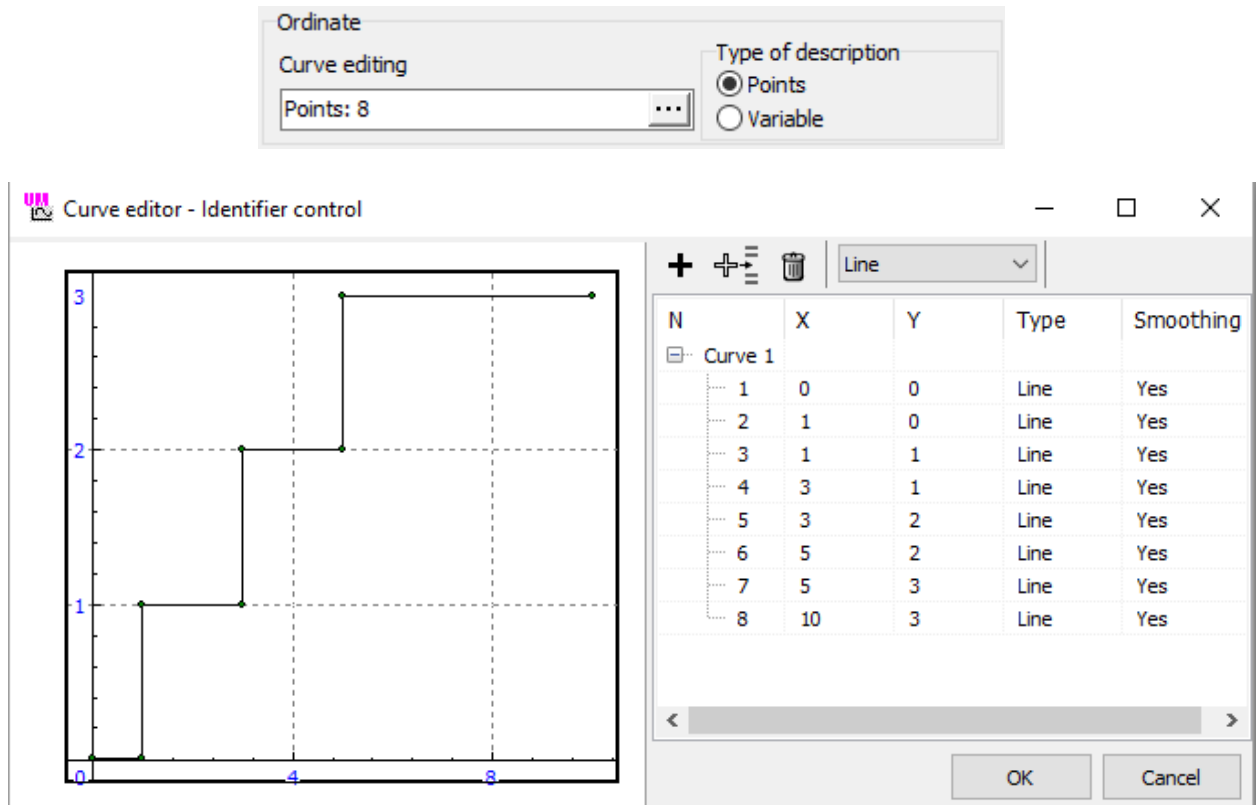 Ordinate
Curve editing
Type of description
Points
Points: 8 ...
Variable
UM Curve editor - Identifier control
Line
N X Y Type Smoothing
Curve 1
1 0 0 Line Yes
2 1 0 Line Yes
3 1 1 Line Yes
4 3 1 Line Yes
5 3 2 Line Yes
6 5 2 Line Yes
7 5 3 Line Yes
8 10 3 Line Yes
3
2
1
0 4 8
OK Cancel